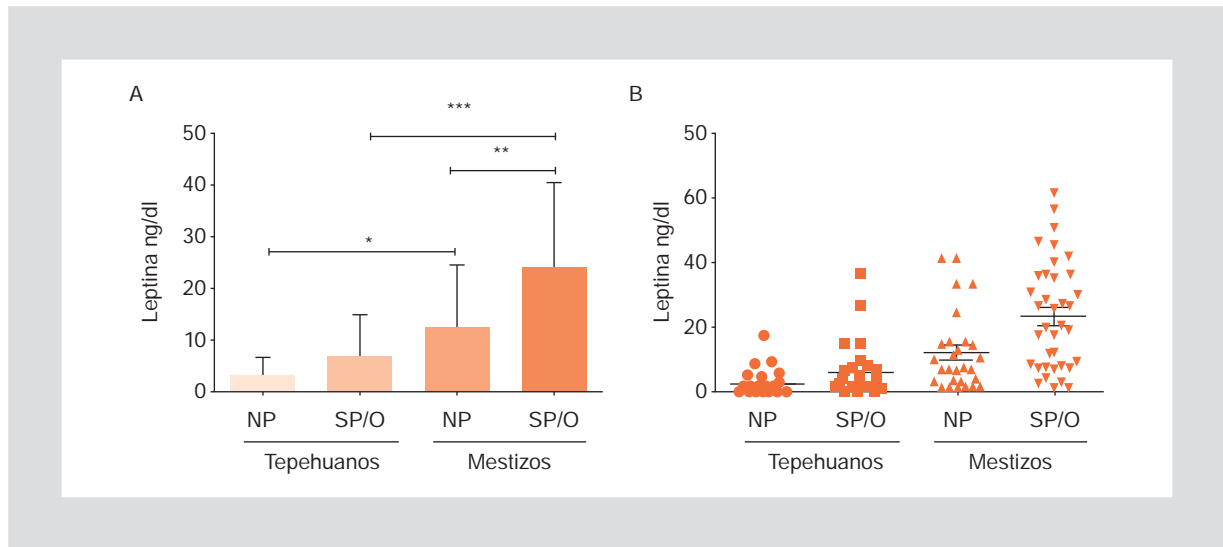 A
***
**
*
50
40
30
20
10
0
Leptina ng/dl
NP SP/O NP SP/O
Tepehuanos Mestizos
B
50
60
40
20
0
Leptina ng/dl
NP SP/O NP SP/O
Tepehuanos Mestizos